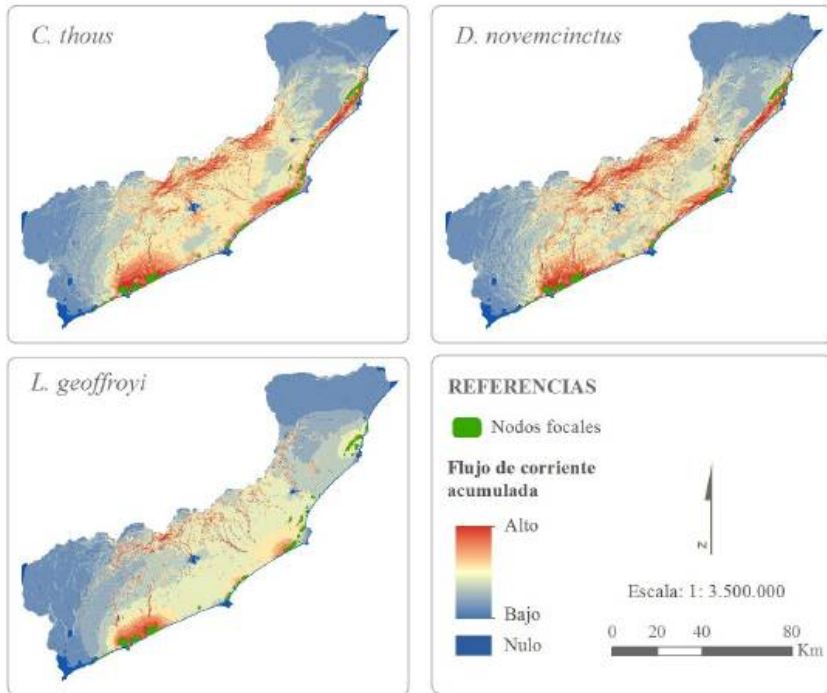 C. thous
D. novemcinctus
L. geoffroyi
REFERENCIAS
Nodos focales
Flujo de corriente
acumulada
Alto
Bajo
Nulo
N
Escala: 1: 3.500.000
0 20 40 80
Km